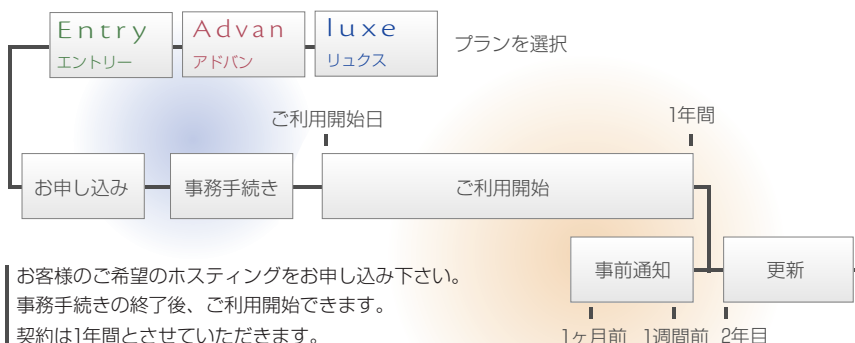 Entry
エントリー
Advan
アドバン
luxe
リュクス
プランを選択
ご利用開始日
1年間
お申し込み
事務手続き
ご利用開始
事前通知
更新
お客様のご希望のホスティングをお申し込み下さい。
事務手続きの終了後、ご利用開始できます。
契約は1年間とさせていただきます。
1ヶ月前
1週間前
2年目